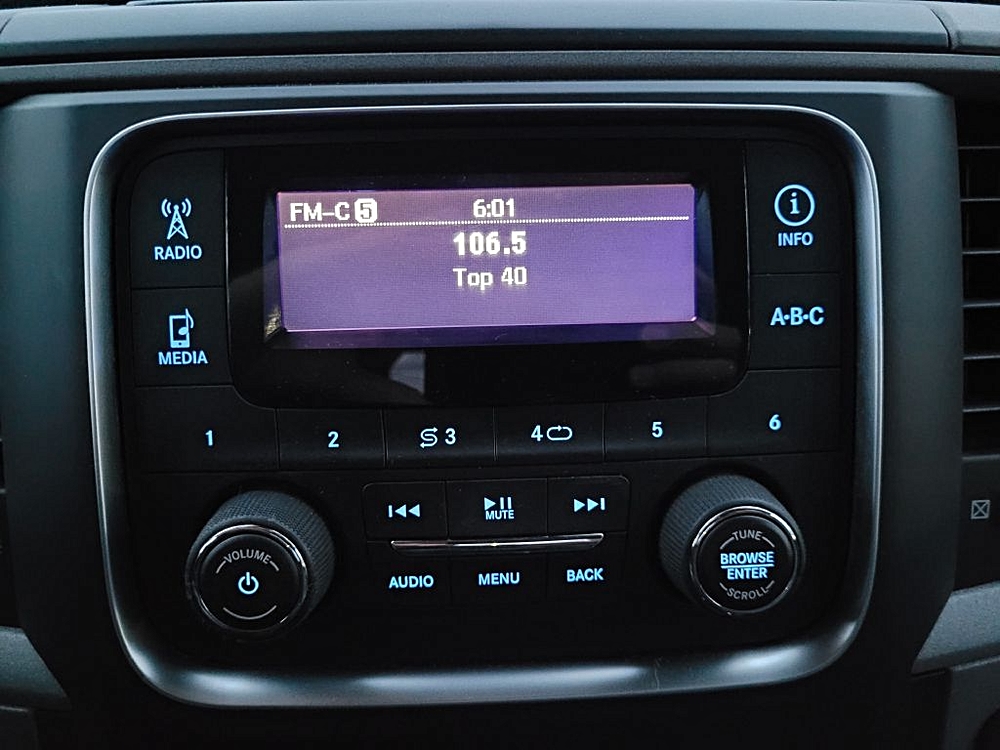 FM-C 5 6:01
106.5
Top 40
RADIO
INFO
MEDIA
A·B·C
1 2 3 4 5 6
MUTE
VOLUME
AUDIO MENU BACK
TUNE
BROWSE
ENTER
SCROLL